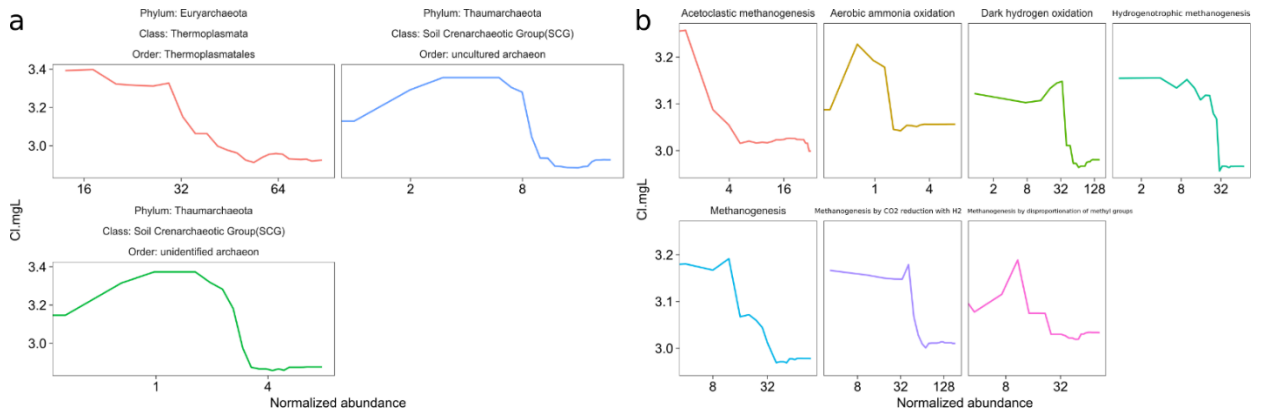 a
Phylum: Euryarchaeota
Class: Thermoplasmata
Order: Thermoplasmatales
Phylum: Thaumarchaeota
Class: Soil Crenarchaeotic Group(SCG)
Order: uncultured archaeon
3.4
3.2
3.0
16
32
64
2
8
Phylum: Thaumarchaeota
Class: Soil Crenarchaeotic Group(SCG)
Order: unidentified archaeon
Cl.mgL
3.4
3.2
3.0
1
4
Normalized abundance
b
Acetoclastic methanogenesis
Aerobic ammonia oxidation
Dark hydrogen oxidation
Hydrogenotrophic methanogenesis
3.2
3.1
3.0
4
16
1
4
2
8
32
128
2
8
32
Cl.mgL
Methanogenesis
Methanogenesis by CO2 reduction with H2
Methanogenesis by disproportionation of methyl groups
3.2
3.1
3.0
8
32
8
32
128
8
32
Normalized abundance